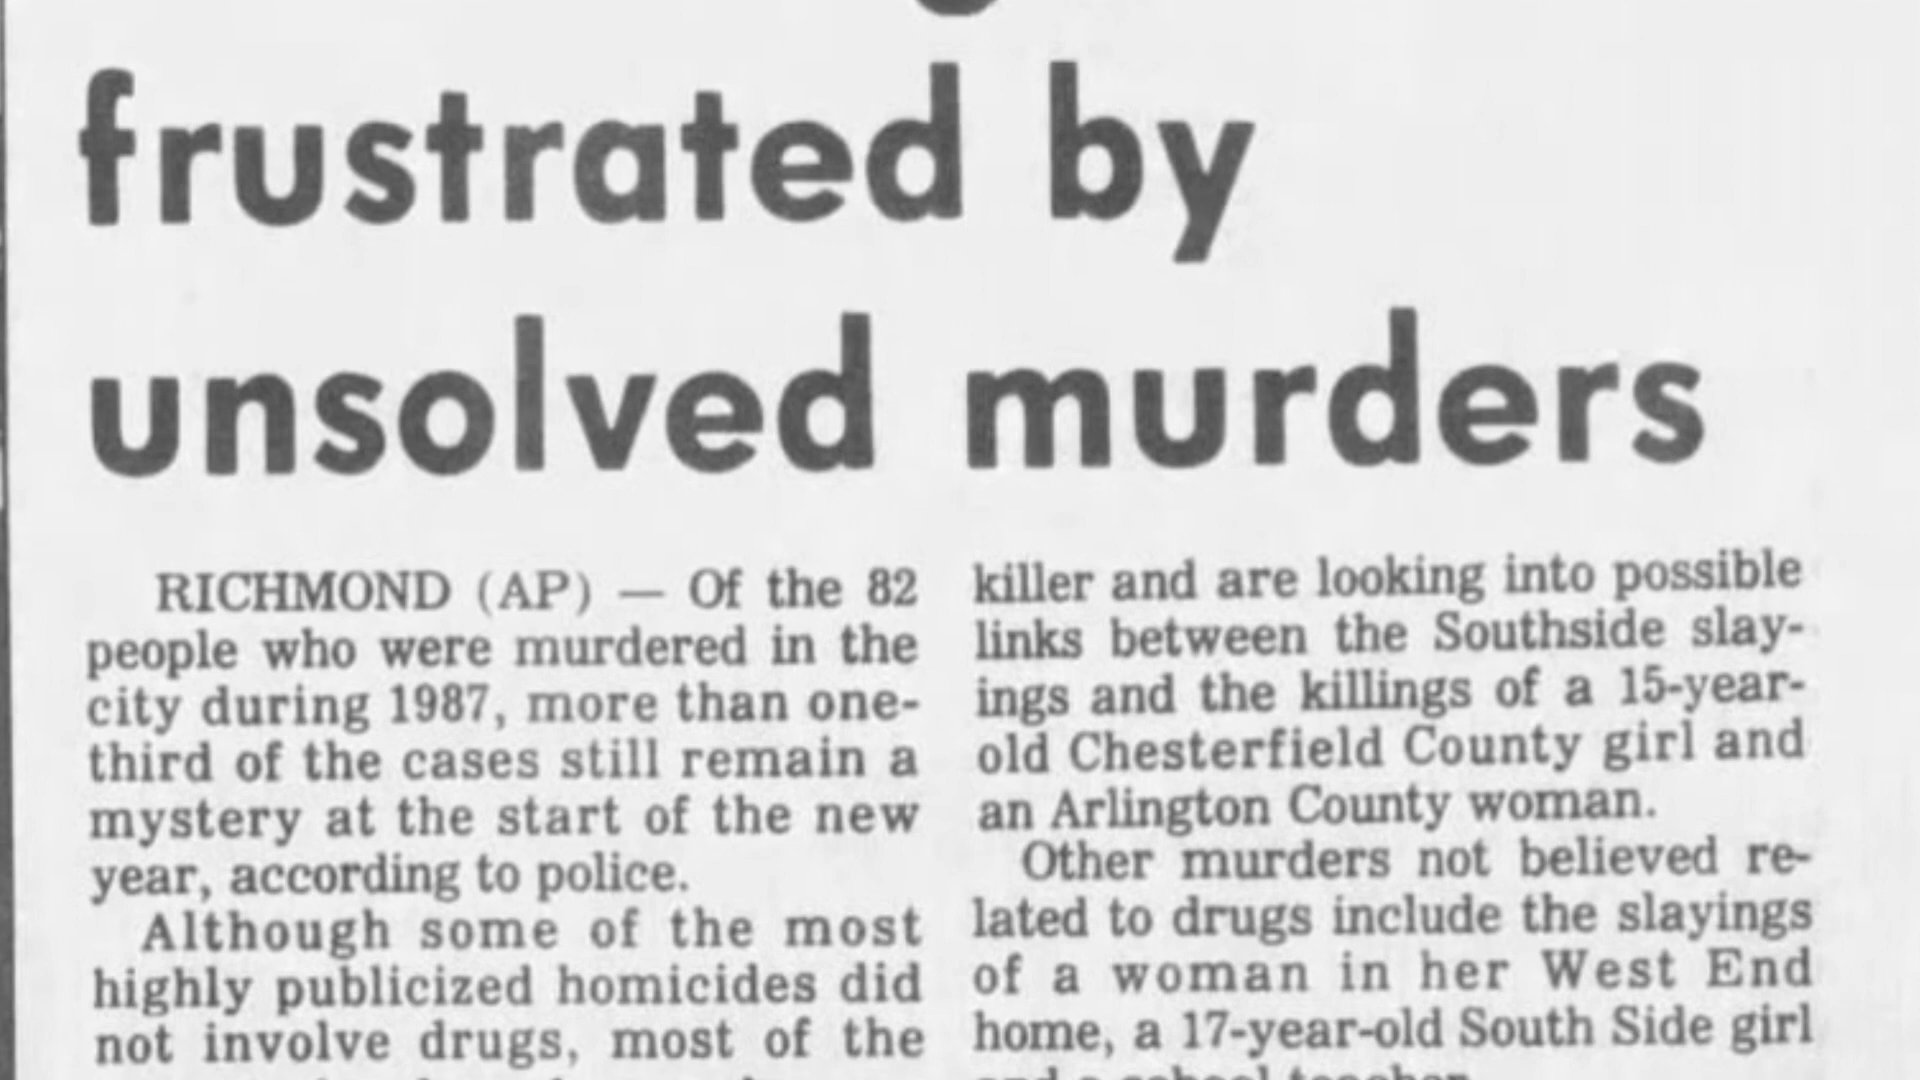 frustrated by
unsolved murders
RICHMOND (AP) — Of the 82
people who were murdered in the
city during 1987, more than one-
third of the cases still remain a
mystery at the start of the new
year, according to police.
Although some of the most
highly publicized homicides did
not involve drugs, most of the
killer and are looking into possible
links between the Southside slay-
ings and the killings of a 15-year-
old Chesterfield County girl and
an Arlington County woman.
Other murders not believed re-
lated to drugs include the slayings
of a woman in her West End
home, a 17-year-old South Side girl
and a school teacher.